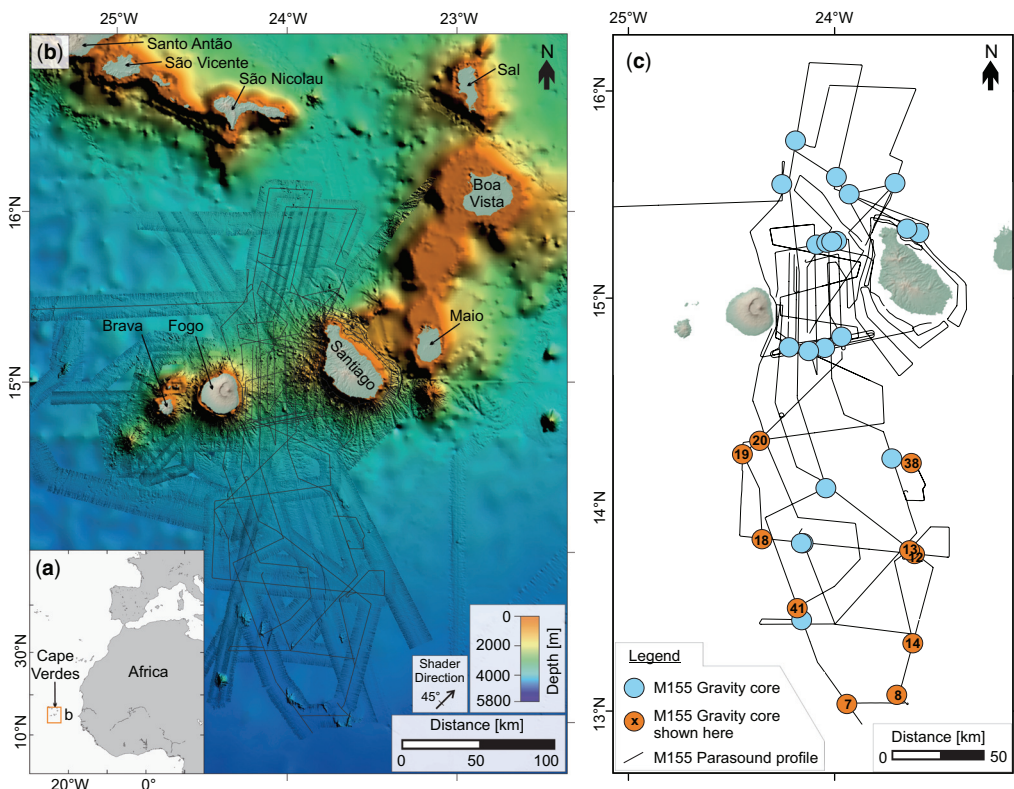 25°W
24°W
23°W
25°W
24°W
(b)
Santo Antão
São Vicente
São Nicolau
Sal
N
Boa
Vista
16°N
Brava
Fogo
Santiago
Maio
15°N
(a)
30°N
10°N
Cape
Verdes
Africa
b
20°W
0°
Shader
Direction
45°
0
2000
4000
5800
Depth [m]
Distance [km]
0
50
100
14°N
13°N
24°W
23°W
(c)
N
16°N
15°N
20
19
38
18
13
12
41
14
8
7
Legend
M155 Gravity core
x
M155 Gravity core
shown here
M155 Parasound profile
Distance [km]
0
50